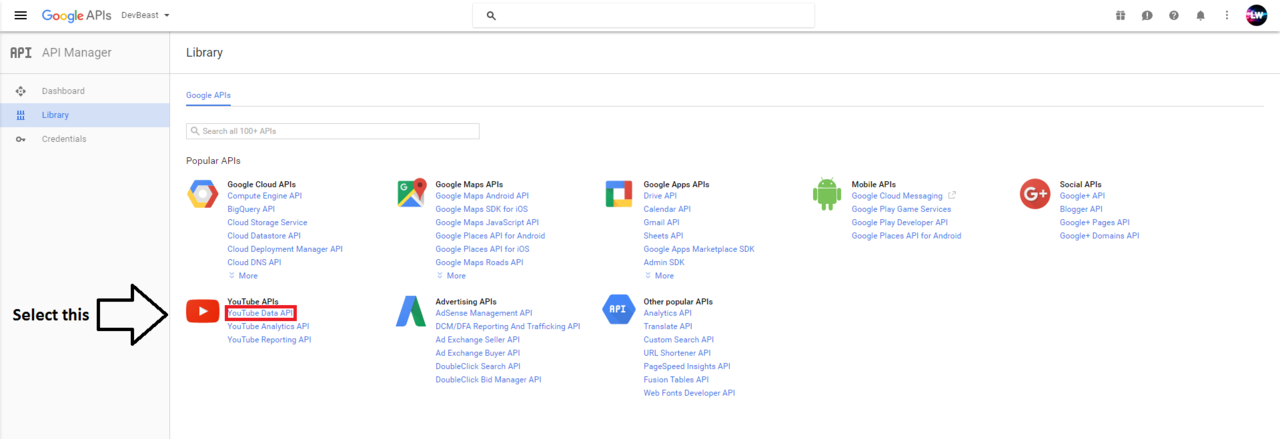 Google APIs DevBeast
LW
API API Manager
Library
Dashboard
Library
Credentials
Google APIs
Search all 100+ APIs
Popular APIs
Google Cloud APIs
Compute Engine API
BigQuery API
Cloud Storage Service
Cloud Datastore API
Cloud Deployment Manager API
Cloud DNS API
More
G
Google Maps APIs
Google Maps Android API
Google Maps SDK for iOS
Google Maps JavaScript API
Google Places API for Android
Google Places API for iOS
Google Maps Roads API
More
Google Apps APIs
Drive API
Calendar API
Gmail API
Sheets API
Google Apps Marketplace SDK
Admin SDK
More
Mobile APIs
Google Cloud Messaging
Google Play Game Services
Google Play Developer API
Google Places API for Android
G+
Social APIs
Google+ API
Blogger API
Google+ Pages API
Google+ Domains API
Select this
YouTube APIs
YouTube Data API
YouTube Analytics API
YouTube Reporting API
Advertising APIs
AdSense Management API
DCM/DFA Reporting And Trafficking API
Ad Exchange Seller API
Ad Exchange Buyer API
DoubleClick Search API
DoubleClick Bid Manager API
API
Other popular APIs
Analytics API
Translate API
Custom Search API
URL Shortener API
PageSpeed Insights API
Fusion Tables API
Web Fonts Developer API